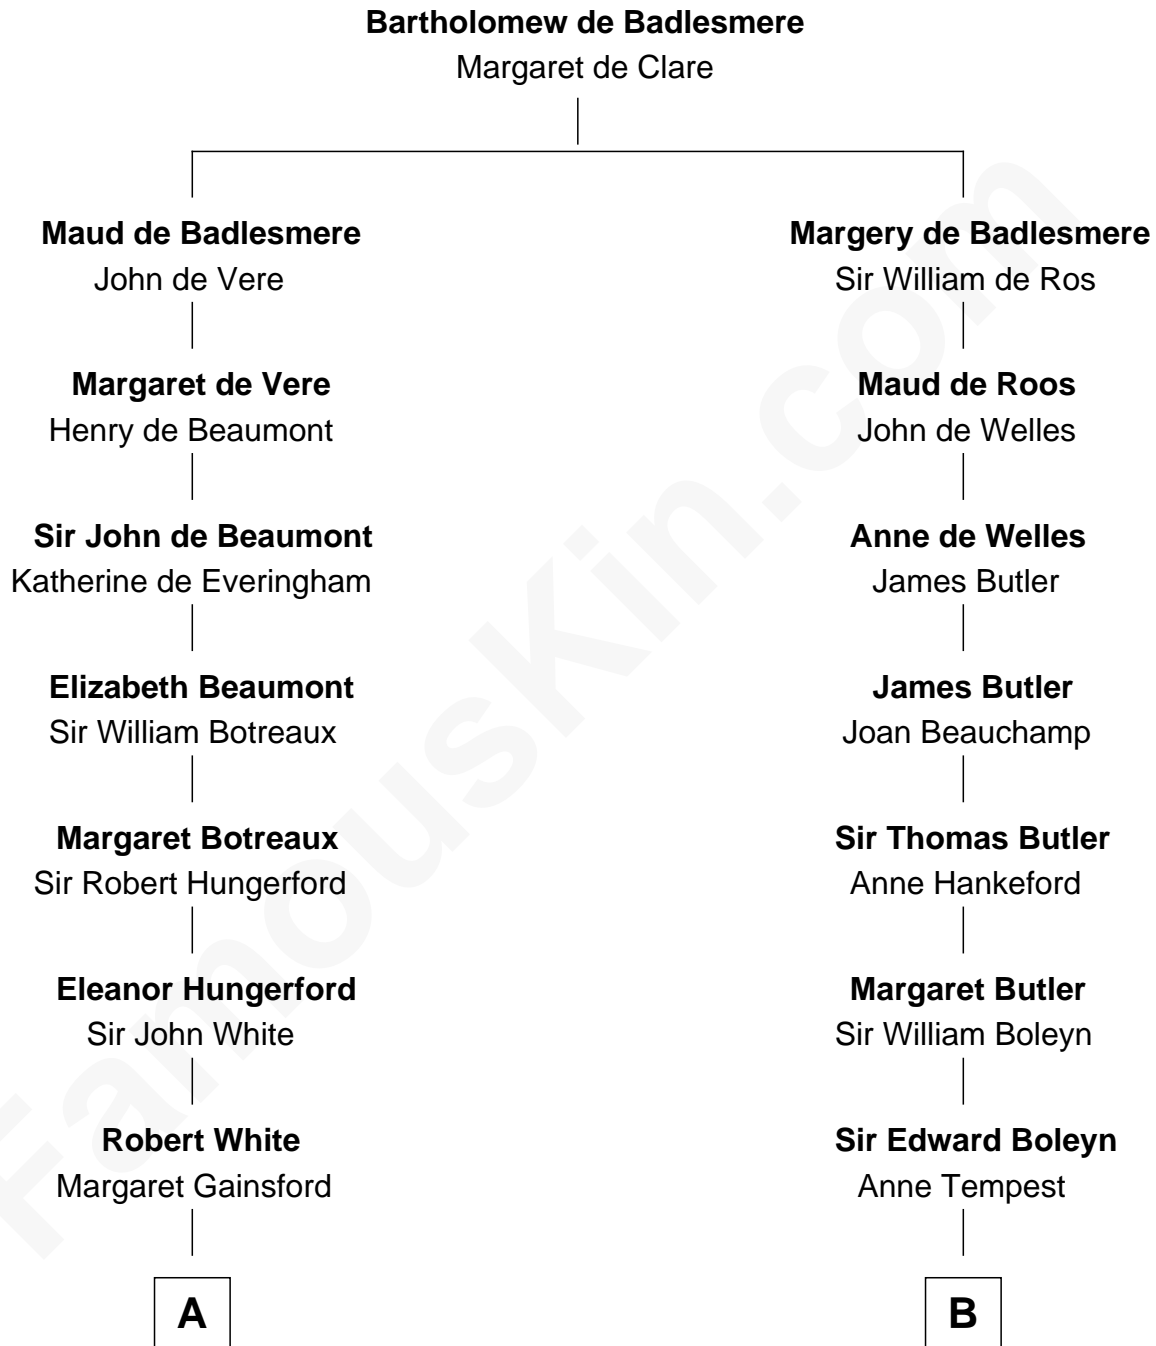 Bartholomew de Badlesmere
Margaret de Clare
Maud de Badlesmere
John de Vere
Margery de Badlesmere
Sir William de Ros
Margaret de Vere
Henry de Beaumont
Maud de Roos
John de Welles
Sir John de Beaumont
Katherine de Everingham
Anne de Welles
James Butler
Elizabeth Beaumont
Sir William Botreaux
James Butler
Joan Beauchamp
Margaret Botreaux
Sir Robert Hungerford
Sir Thomas Butler
Anne Hankeford
Eleanor Hungerford
Sir John White
Margaret Butler
Sir William Boleyn
Robert White
Margaret Gainsford
Sir Edward Boleyn
Anne Tempest
A
B
FamousKin.com